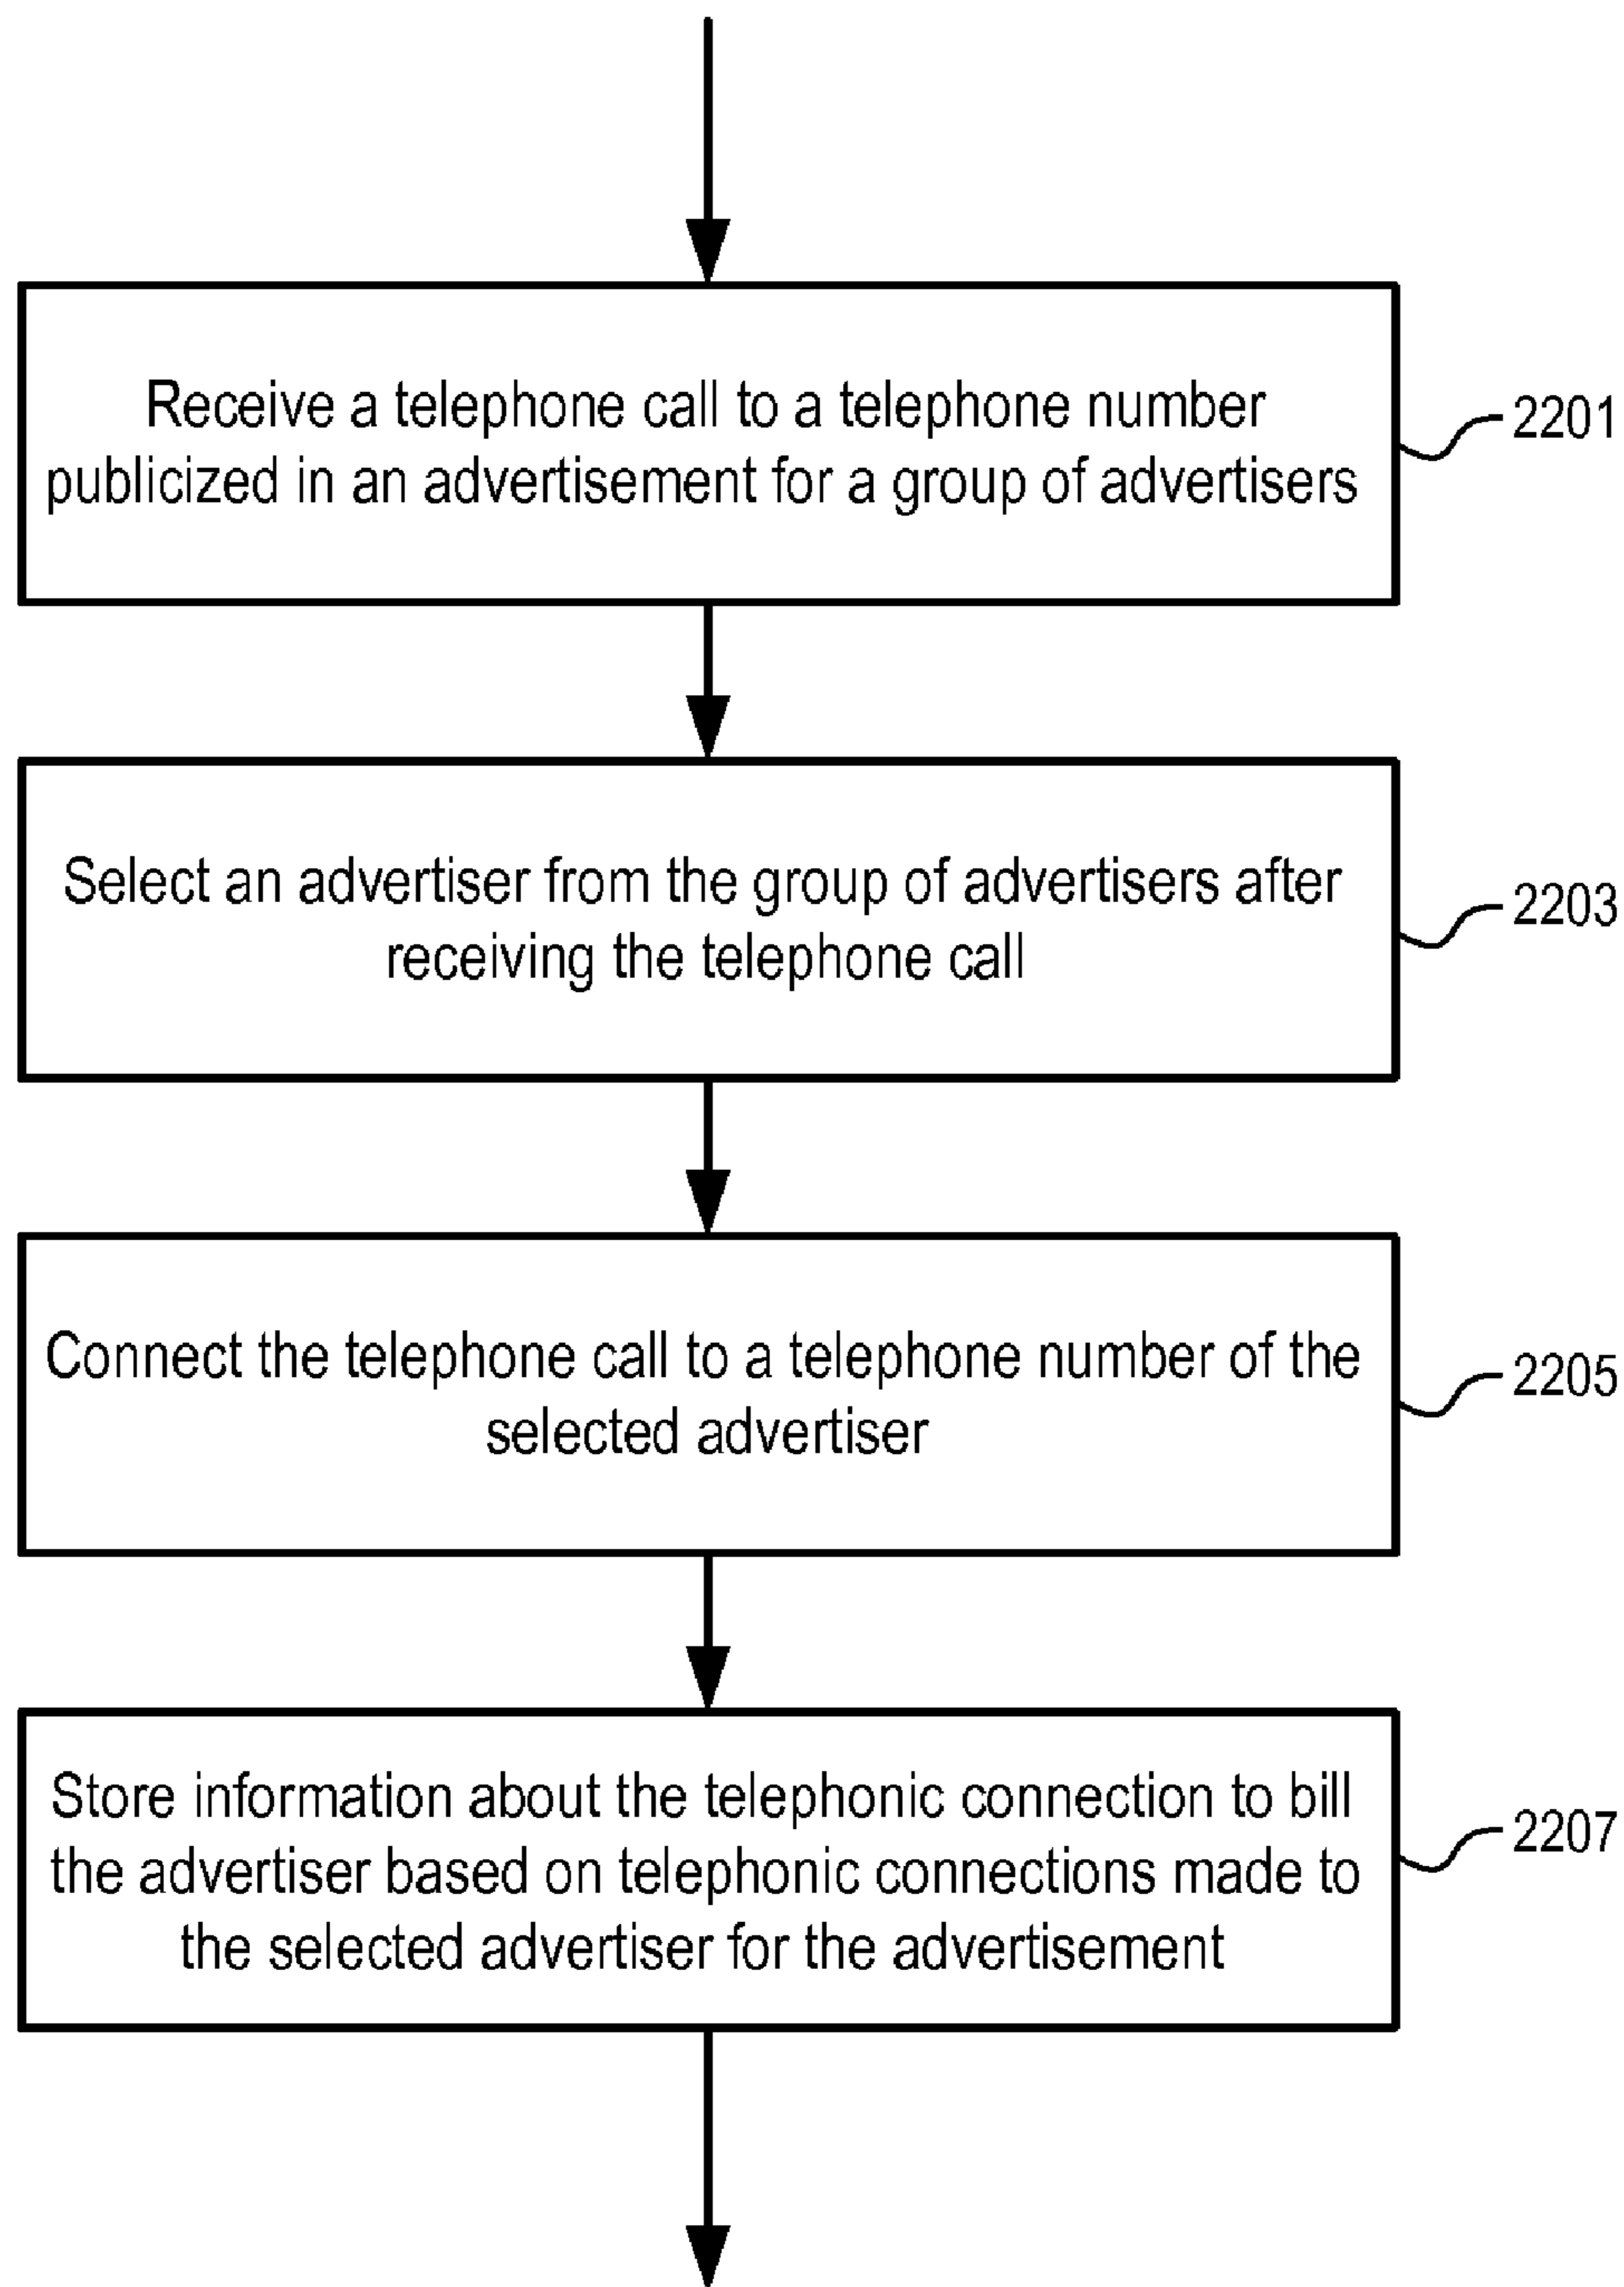 Receive a telephone call to a telephone number
publicized in an advertisement for a group of advertisers
2201
Select an advertiser from the group of advertisers after
receiving the telephone call
2203
Connect the telephone call to a telephone number of the
selected advertiser
2205
Store information about the telephonic connection to bill
the advertiser based on telephonic connections made to
the selected advertiser for the advertisement
2207